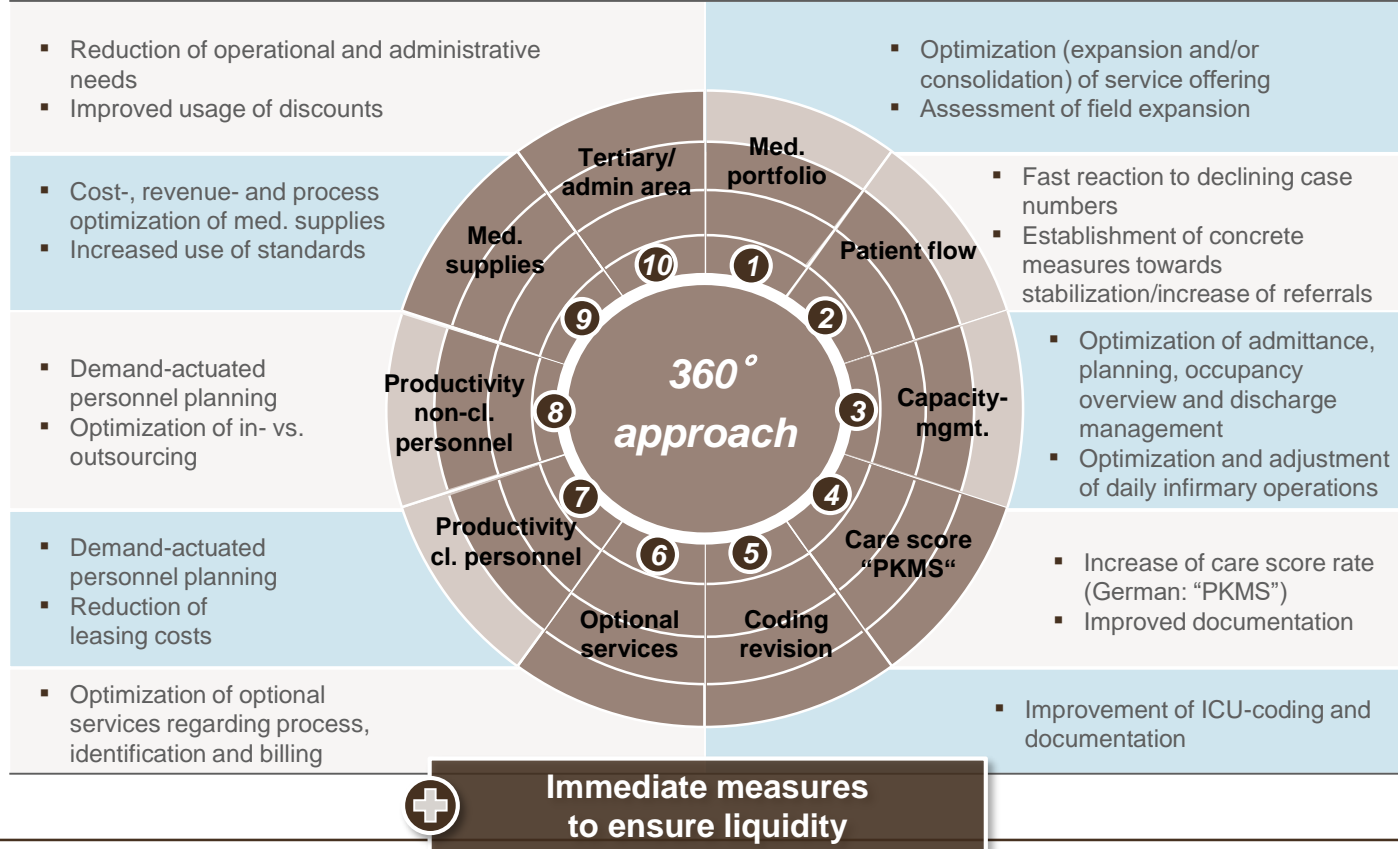 ▪ Reduction of operational and administrative
needs
▪ Improved usage of discounts
▪ Optimization (expansion and/or
consolidation) of service offering
▪ Assessment of field expansion
▪ Cost-, revenue- and process
optimization of med. supplies
▪ Increased use of standards
▪ Fast reaction to declining case
numbers
▪ Establishment of concrete
measures towards
stabilization/increase of referrals
▪ Demand-actuated
personnel planning
▪ Optimization of in- vs.
outsourcing
▪ Optimization of admittance,
planning, occupancy
overview and discharge
management
▪ Optimization and adjustment
of daily infirmary operations
▪ Demand-actuated
personnel planning
▪ Reduction of
leasing costs
▪ Increase of care score rate
(German: “PKMS”)
▪ Improved documentation
▪ Optimization of optional
services regarding process,
identification and billing
▪ Improvement of ICU-coding and
documentation
Med.
portfolio
1
Patient flow
2
Capacity-
mgmt.
3
Care score
“PKMS“
4
Coding
revision
5
Optional
services
6
Productivity
cl. personnel
7
Productivity
non-cl.
personnel
8
Med.
supplies
9
Tertiary/
admin area
10
360°
approach
Immediate measures
to ensure liquidity